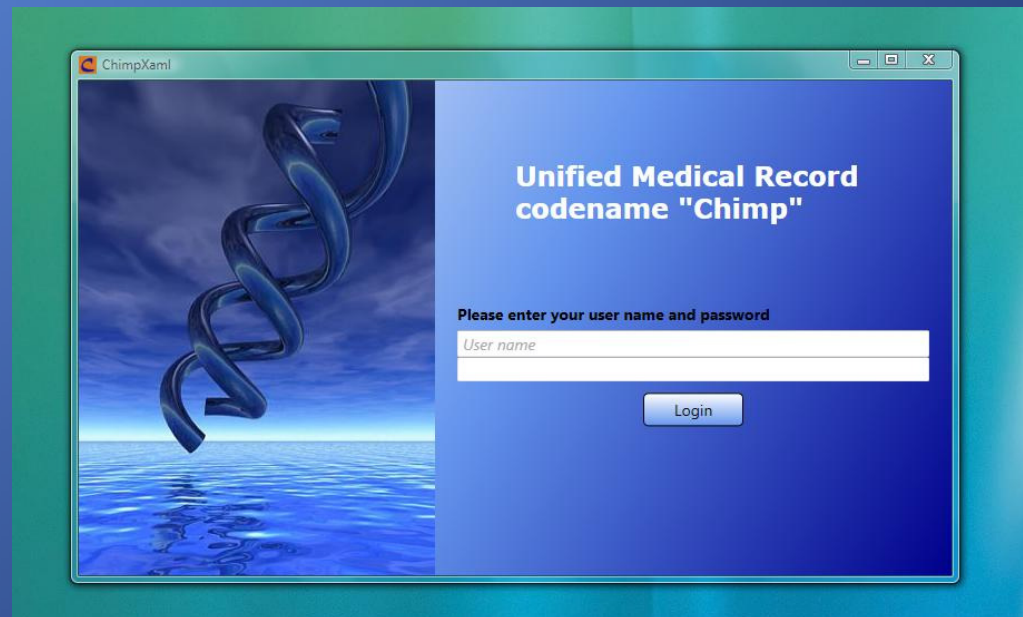 ChimpXaml
Unified Medical Record
codename "Chimp"
Please enter your user name and password
User name
Login